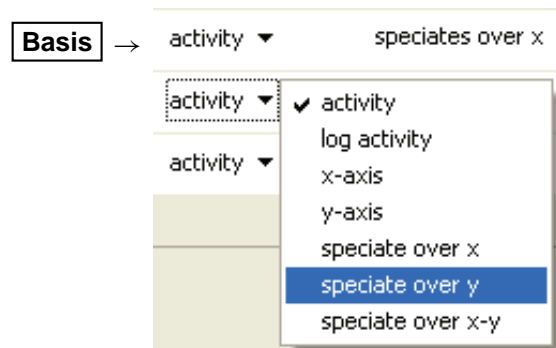 Basis → activity ▼ speciates over x
activity ▼ ✓ activity
log activity
activity ▼
x-axis
y-axis
speciate over x
speciate over y
speciate over x-y